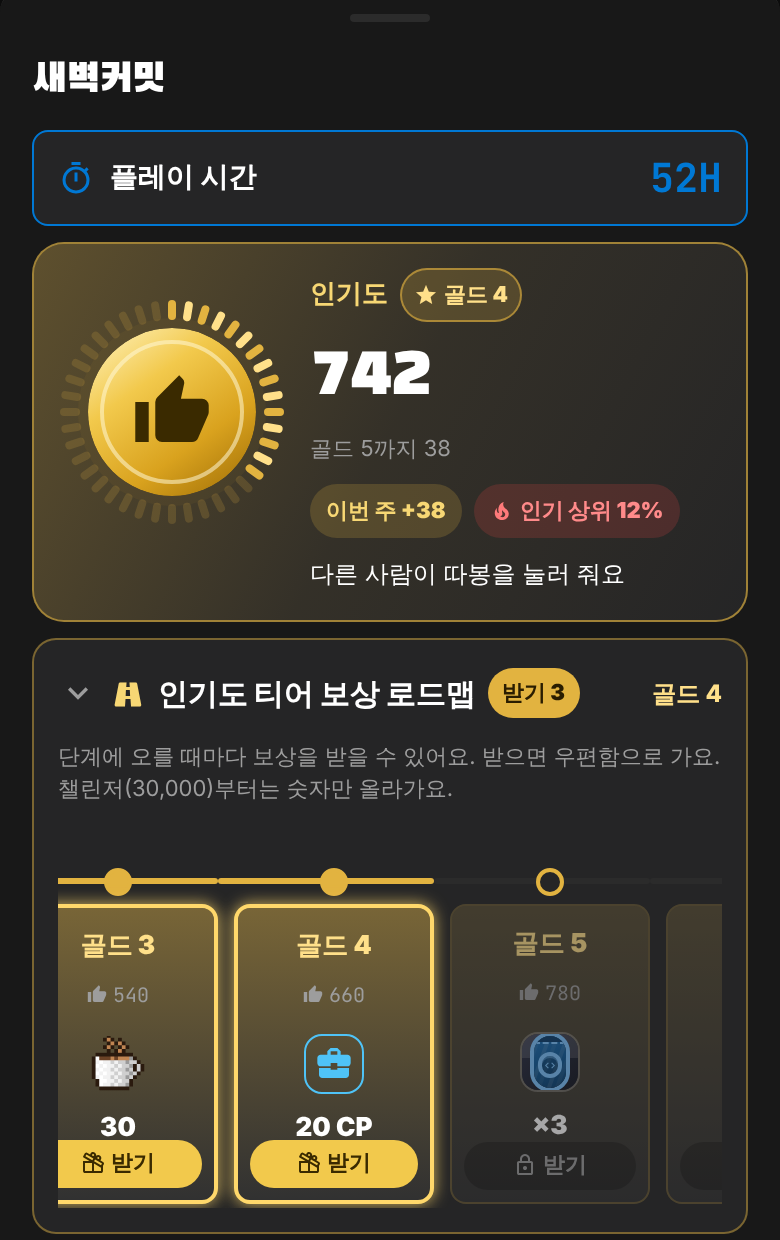 새벽커밋
플레이 시간
52H
인기도
골드 4
742
골드 5까지 38
이번 주 +38
인기 상위 12%
다른 사람이 따봉을 눌러 줘요
인기도 티어 보상 로드맵
받기 3
골드 4
단계에 오를 때마다 보상을 받을 수 있어요. 받으면 우편함으로 가요.
챌린저(30,000)부터는 숫자만 올라가요.
골드 3
540
30
받기
골드 4
660
20 CP
받기
골드 5
780
×3
받기